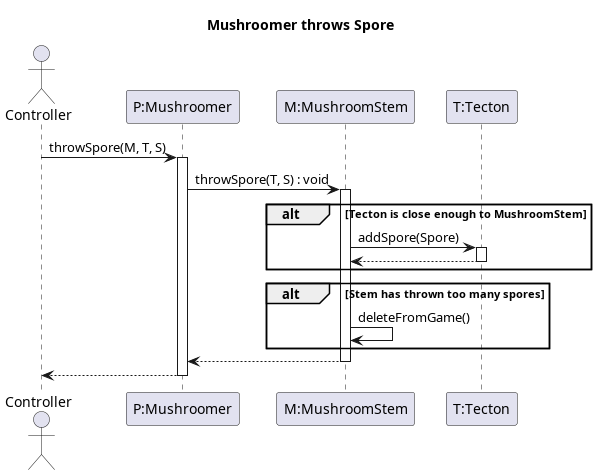 Mushroomer throws Spore
Controller
P:Mushroomer
M:MushroomStem
T:Tecton
throwSpore(M, T, S)
throwSpore(T, S) : void
alt
[Tecton is close enough to MushroomStem]
addSpore(Spore)
alt
[Stem has thrown too many spores]
deleteFromGame()
Controller
P:Mushroomer
M:MushroomStem
T:Tecton